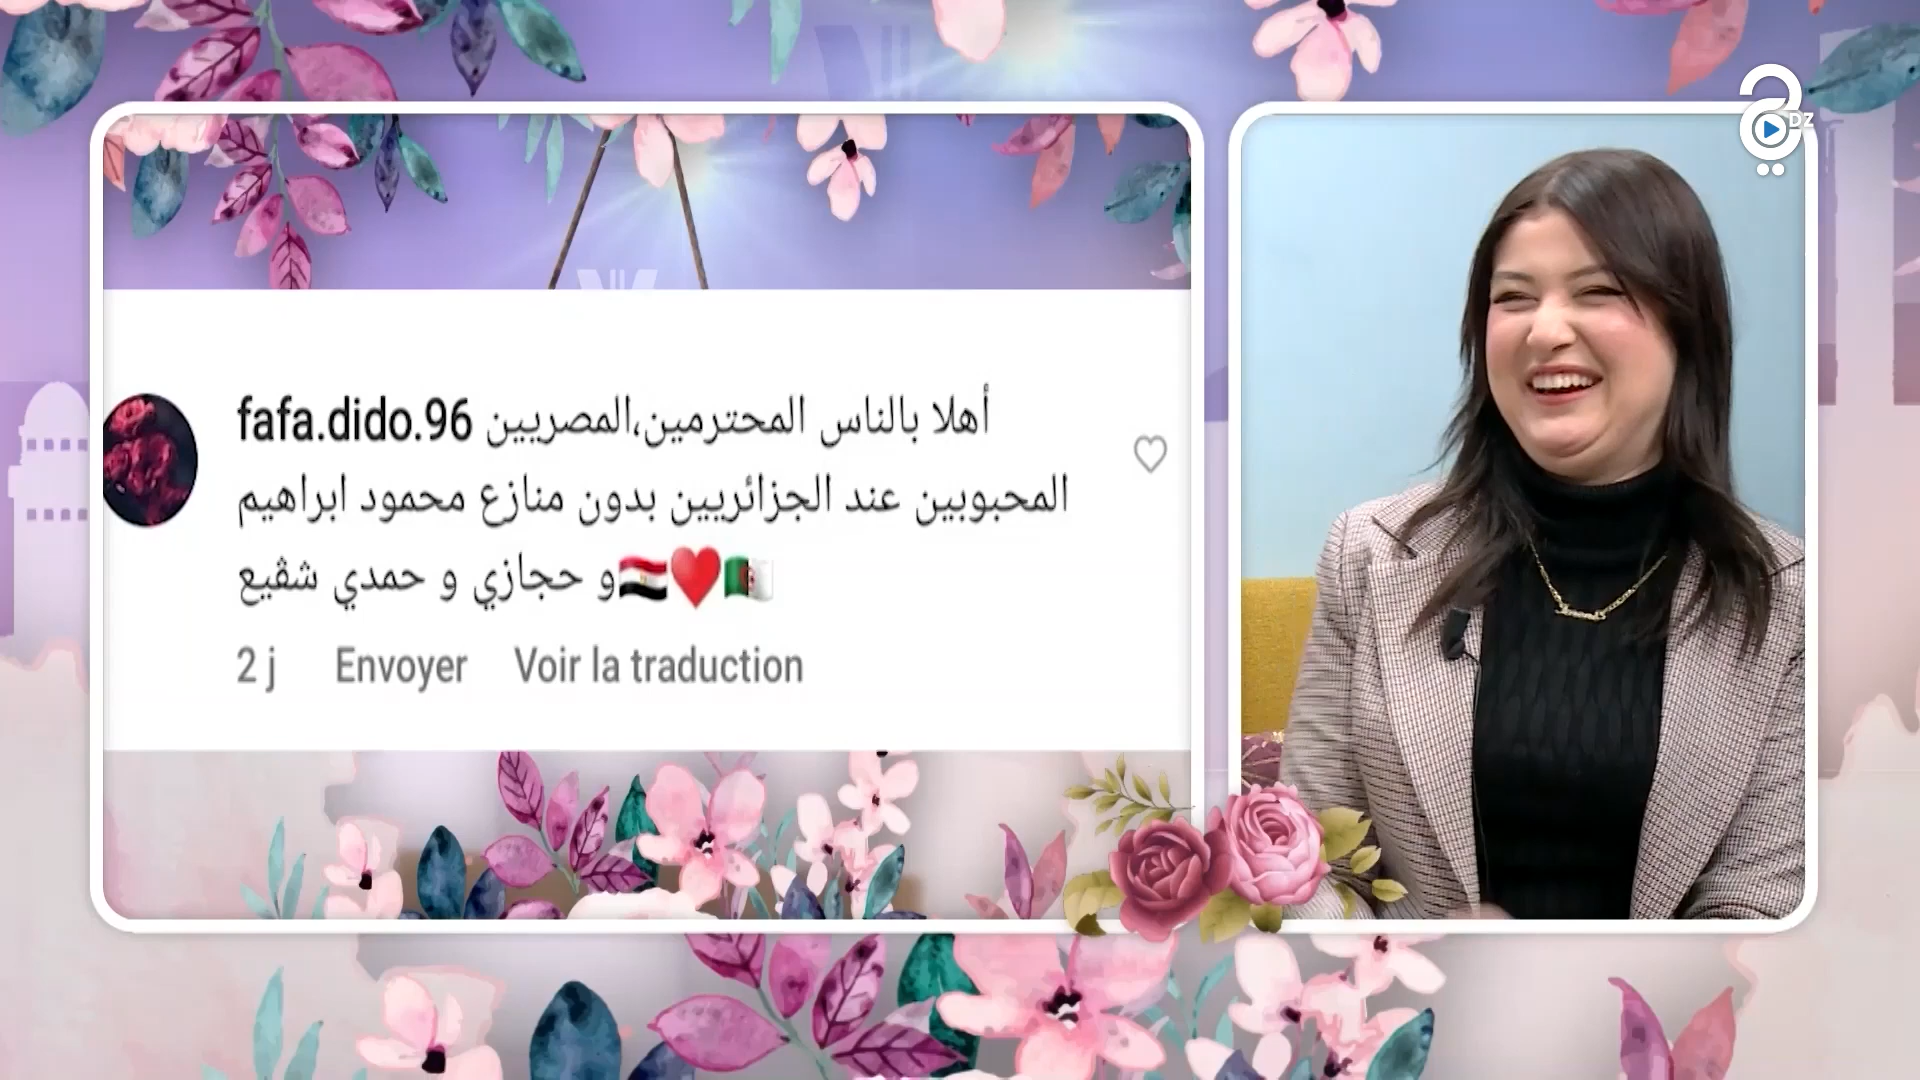 DZ
fafa.dido.96 أهلا بالناس المحترمين،المصريين
المحبوبين عند الجزائريين بدون منازع محمود ابراهيم
و حجازي و حمدي شڤيع🇪🇬❤️🇩🇿
2 j Envoyer Voir la traduction